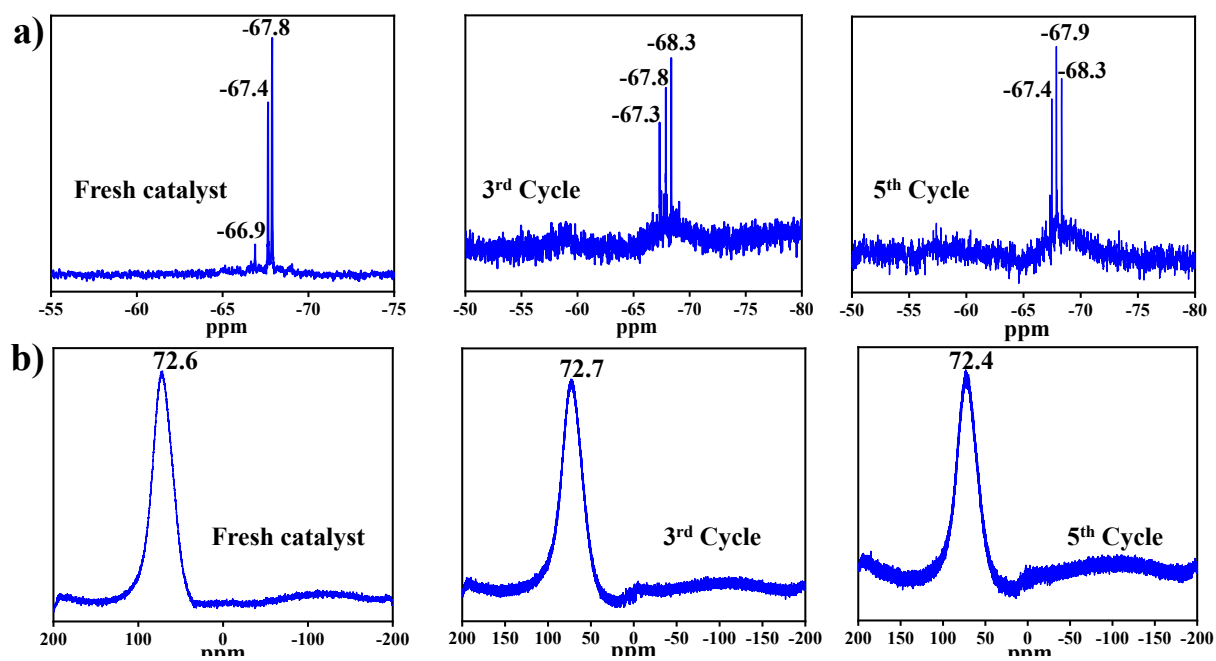 a)
-67.8
-67.4
-66.9
Fresh catalyst
-55 -60 -65 -70 -75
ppm
-68.3
-67.8
-67.3
3rd Cycle
-50 -55 -60 -65 -70 -75 -80
ppm
-67.9
-68.3
-67.4
5th Cycle
-50 -55 -60 -65 -70 -75 -80
ppm
b)
72.6
Fresh catalyst
200 100 0 -100 -200
ppm
72.7
3rd Cycle
200 150 100 50 0 -50 -100 -150 -200
ppm
72.4
5th Cycle
200 150 100 50 0 -50 -100 -150 -200
ppm